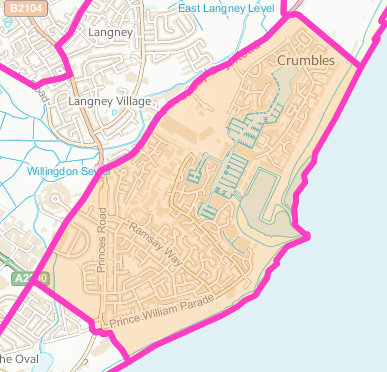 B2104
East Langney Level
Langney
Crumbles
Langney Village
Willingdon Sewer
Princes Road
Ramsay Way
Prince William Parade
he Oval